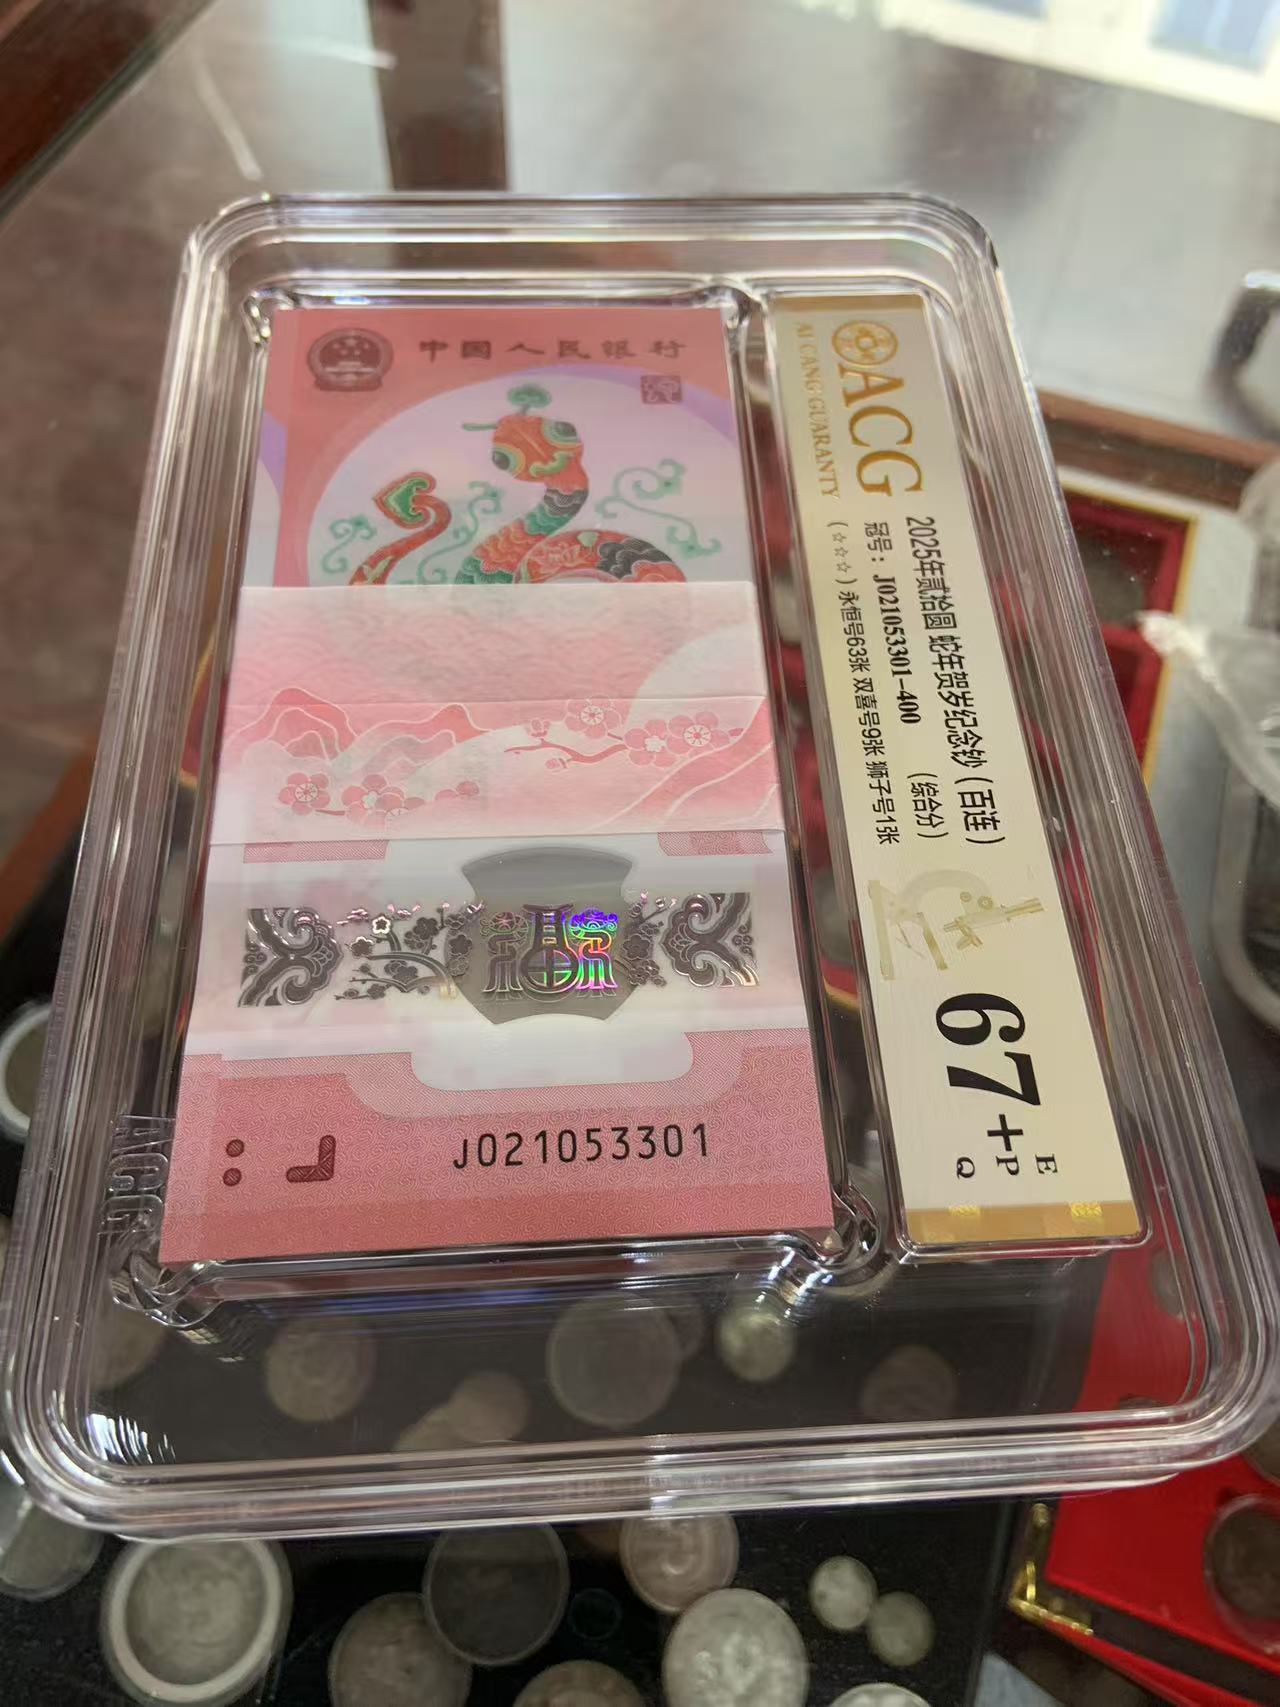 中国人民银行
J021053301
ACG
AI CANG GUARANTY
2025年贰拾圆 蛇年贺岁纪念钞（百连）
冠号：J021053301-400 （综合分）
（☆☆☆）永恒号63张 双喜号9张 狮子号1张
67+
E
P
Q
ACG